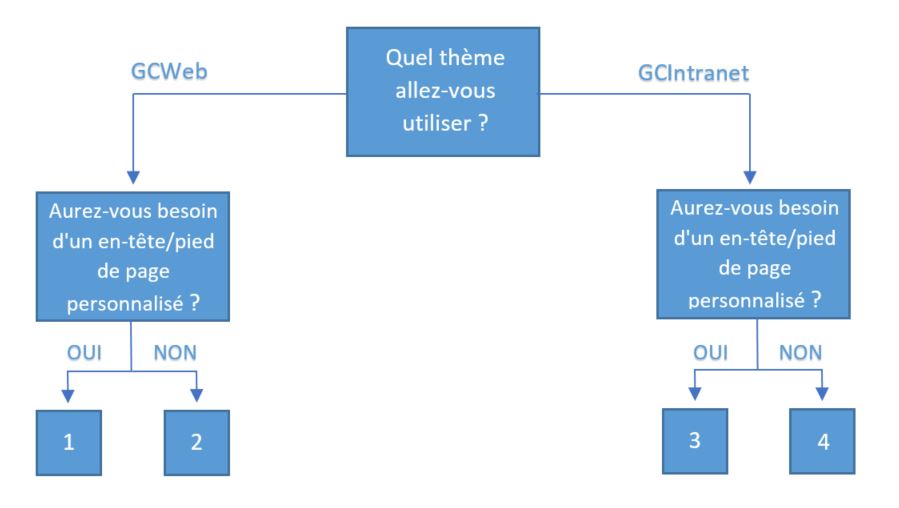 GCWeb
Quel thème
allez-vous
utiliser ?
GCIntranet
Aurez-vous besoin
d'un en-tête/pied
de page
personnalisé ?
Aurez-vous besoin
d'un en-tête/pied
de page
personnalisé ?
OUI
NON
OUI
NON
1
2
3
4